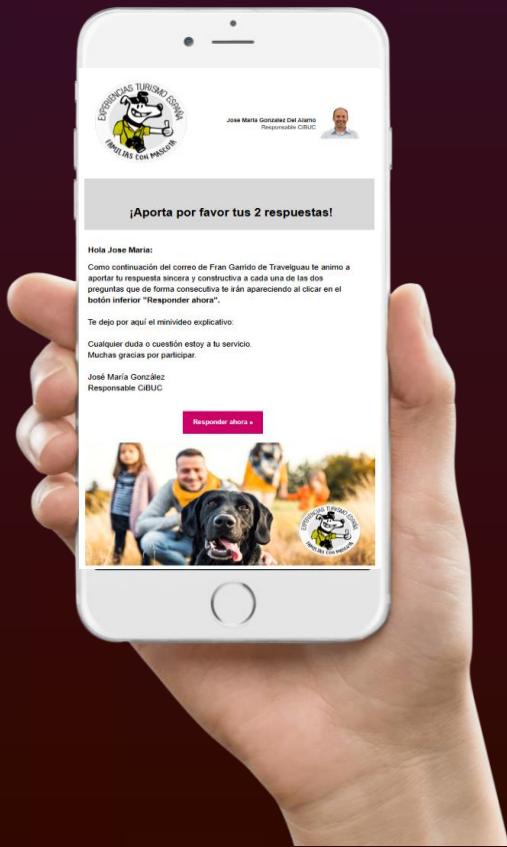 EXPERIENCIAS TURISMO ESPAÑA
FAMILIAS CON MASCOTA
Jose María González Del Alamo
Responsable CiBUC
¡Aporta por favor tus 2 respuestas!
Hola Jose Maria:
Como continuación del correo de Fran Garrido de Travelguau te animo a
aportar tu respuesta sincera y constructiva a cada una de las dos
preguntas que de forma consecutiva te irán apareciendo al clicar en el
botón inferior "Responder ahora".
Te dejo por aquí el minivideo explicativo:
Cualquier duda o cuestión estoy a tu servicio.
Muchas gracias por participar.
José María González
Responsable CiBUC
Responder ahora »
EXPERIENCIAS TURISMO ESPAÑA
FAMILIAS CON MASCOTA